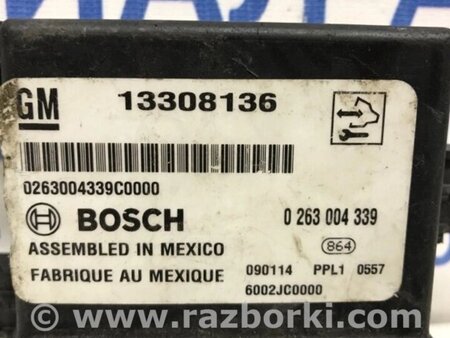 GM 13308136
0263004339C0000
BOSCH 0 263 004 339
ASSEMBLED IN MEXICO 864
FABRIQUE AU MEXIQUE 090114 PPL1 0557
6002JC0000
www.razborki.com